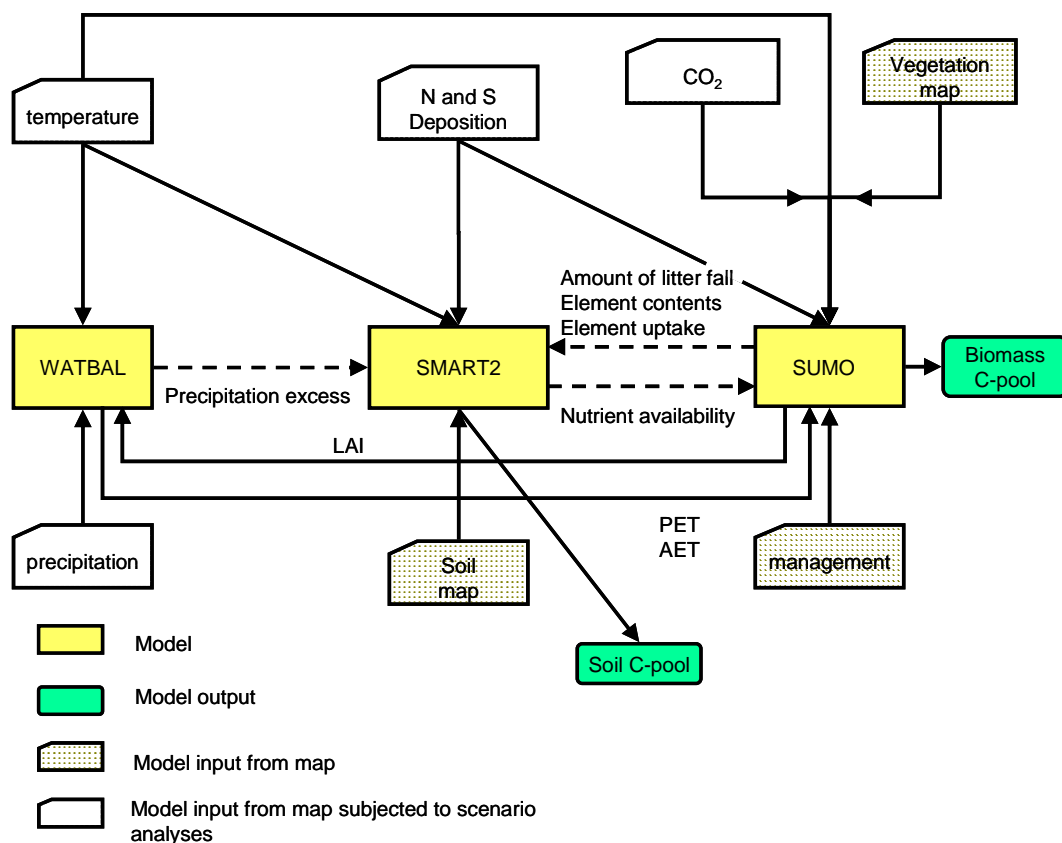 temperature
N and S
Deposition
CO₂
Vegetation
map
Amount of litter fall
Element contents
Element uptake
WATBAL
Precipitation excess
SMART2
Nutrient availability
SUMO
Biomass
C-pool
LAI
PET
AET
precipitation
Soil
map
management
Soil C-pool
Model
Model output
Model input from map
Model input from map subjected to scenario
analyses